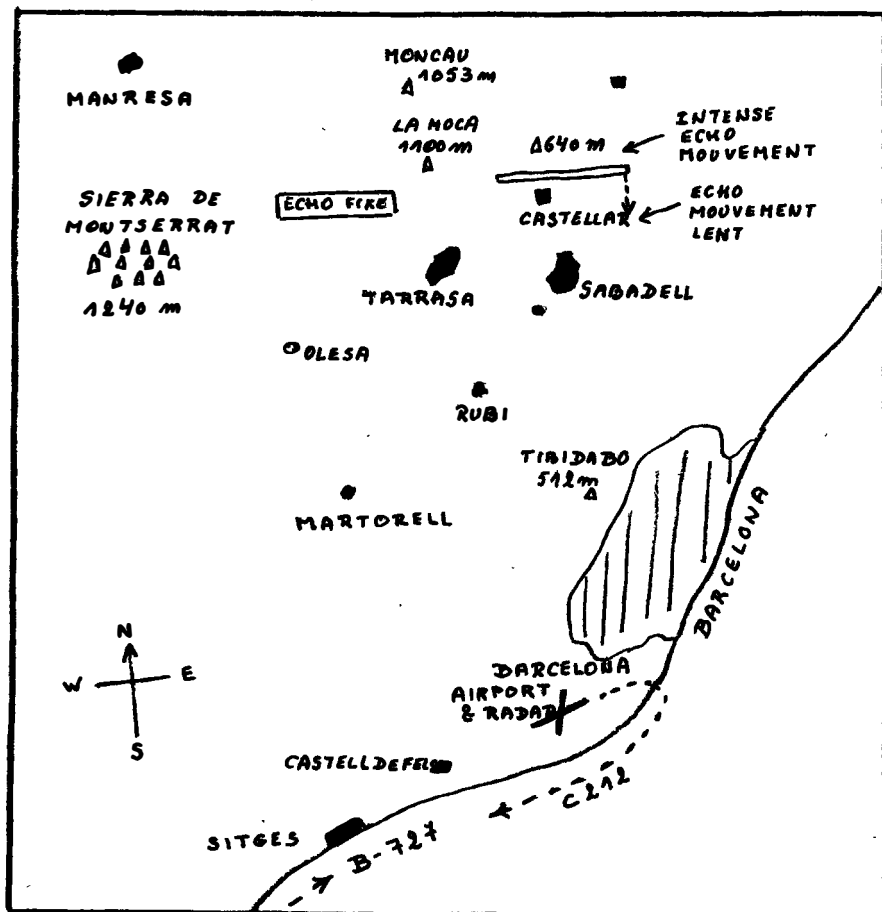 MANRESA
MONCAU
1053 m
LA MOCA
1100 m
640 m
INTENSE
ECHO
MOUVEMENT
SIERRA DE
MONTSERRAT
1240 m
ECHO FIXE
CASTELLAR
ECHO
MOUVEMENT
LENT
TARRASA
SABADELL
OLESA
RUBI
TIBIDABO
512 m
MARTORELL
BARCELONA
N
W
E
S
BARCELONA
AIRPORT
& RADAR
CASTELLDEFELS
SITGES
B-727
C212